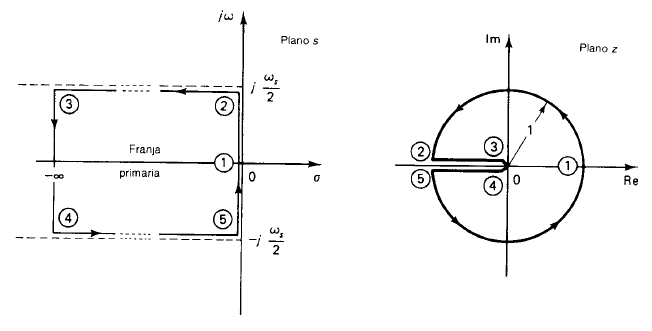 jω
Plano s
j ωs/2
3
2
Franja
primaria
1
-∞
0
σ
4
5
-j ωs/2
Im
Plano z
1
2
3
1
5
4
0
Re